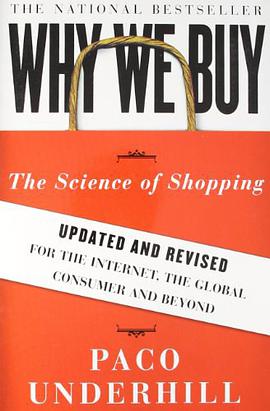 THE NATIONAL BESTSELLER
WHY WE BUY
The Science of Shopping
UPDATED AND REVISED
FOR THE INTERNET, THE GLOBAL
CONSUMER AND BEYOND
PACO
UNDERHILL